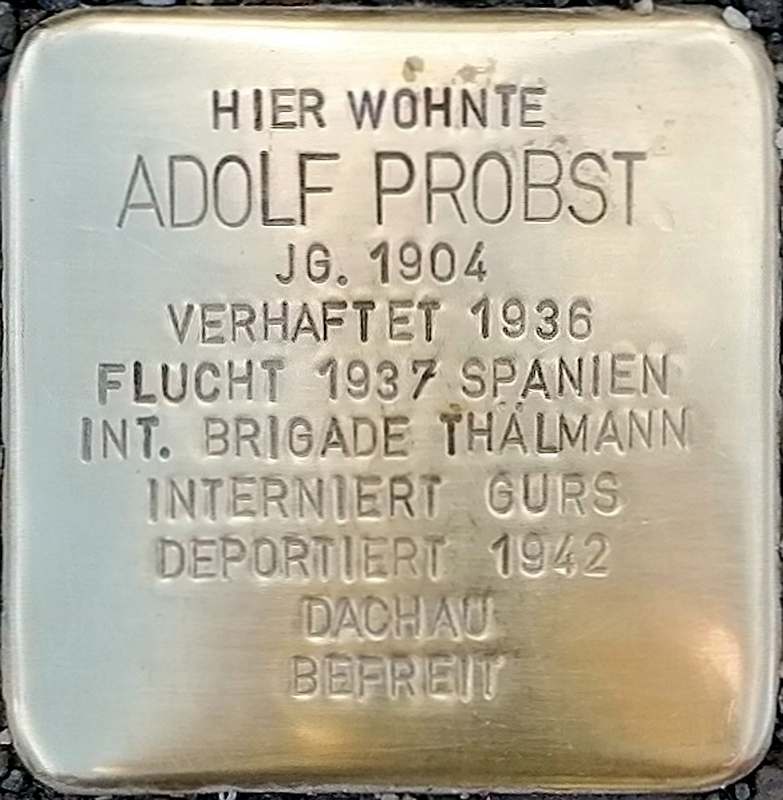 HIER WOHNTE
ADOLF PROBST
JG. 1904
VERHAFTET 1936
FLUCHT 1937 SPANIEN
INT. BRIGADE THÄLMANN
INTERNIERT GURS
DEPORTIERT 1942
DACHAU
BEFREIT